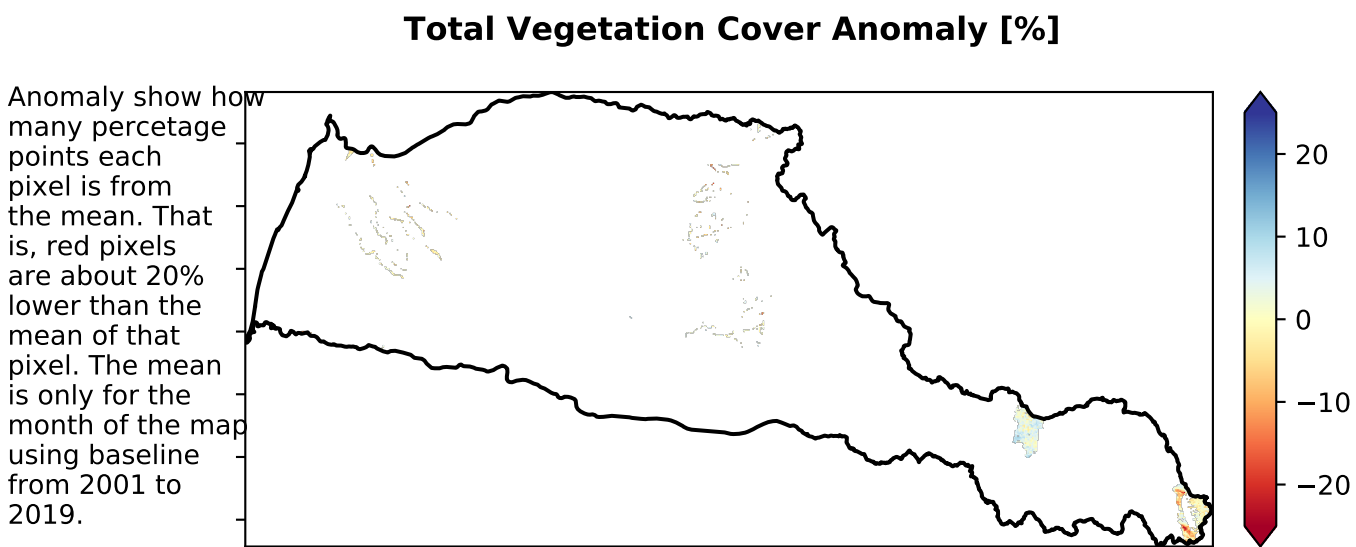 Total Vegetation Cover Anomaly [%]
Anomaly show how
many percetage
points each
pixel is from
the mean. That
is, red pixels
are about 20%
lower than the
mean of that
pixel. The mean
is only for the
month of the map
using baseline
from 2001 to
2019.
20
10
0
−10
−20